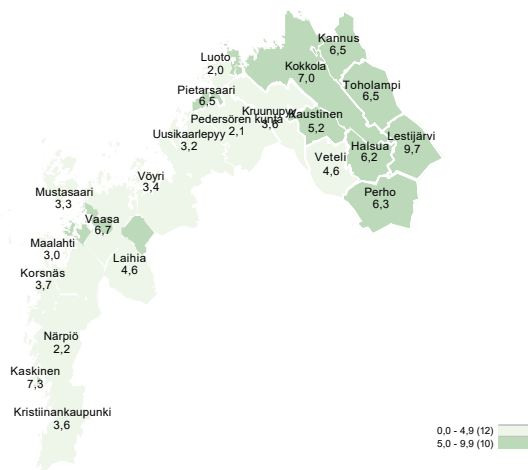 Kannus
6,5
Luoto
2,0
Kokkola
7,0
Pietarsaari
6,5
Toholampi
6,5
Kruunupyy
3,6
Kaustinen
5,2
Pedersören kunta
2,1
Uusikaarlepyy
3,2
Lestijärvi
9,7
Halsua
6,2
Veteli
4,6
Vöyri
3,4
Perho
6,3
Mustasaari
3,3
Vaasa
6,7
Maalahti
3,0
Laihia
4,6
Korsnäs
3,7
Närpiö
2,2
Kaskinen
7,3
Kristiinankaupunki
3,6
0,0 - 4,9 (12)
5,0 - 9,9 (10)